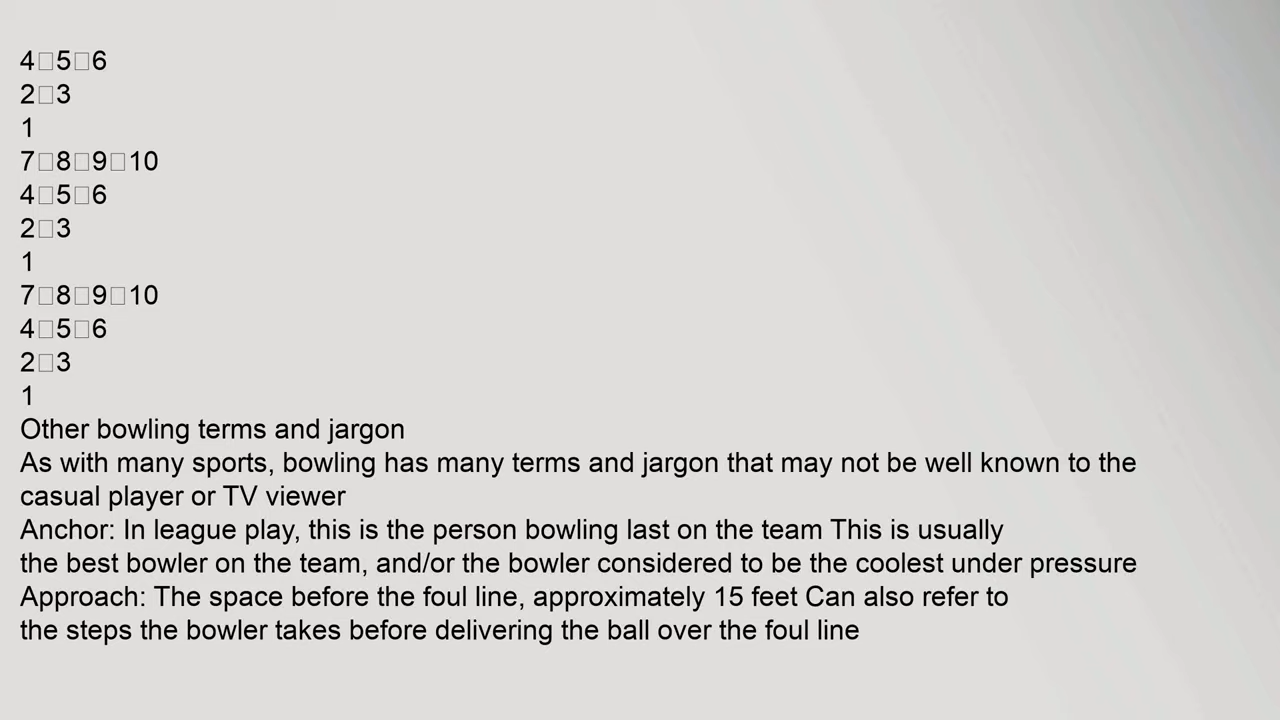 4□5□6
2□3
1
7□8□9□10
4□5□6
2□3
1
7□8□9□10
4□5□6
2□3
1
Other bowling terms and jargon
As with many sports, bowling has many terms and jargon that may not be well known to the
casual player or TV viewer
Anchor: In league play, this is the person bowling last on the team This is usually
the best bowler on the team, and/or the bowler considered to be the coolest under pressure
Approach: The space before the foul line, approximately 15 feet Can also refer to
the steps the bowler takes before delivering the ball over the foul line